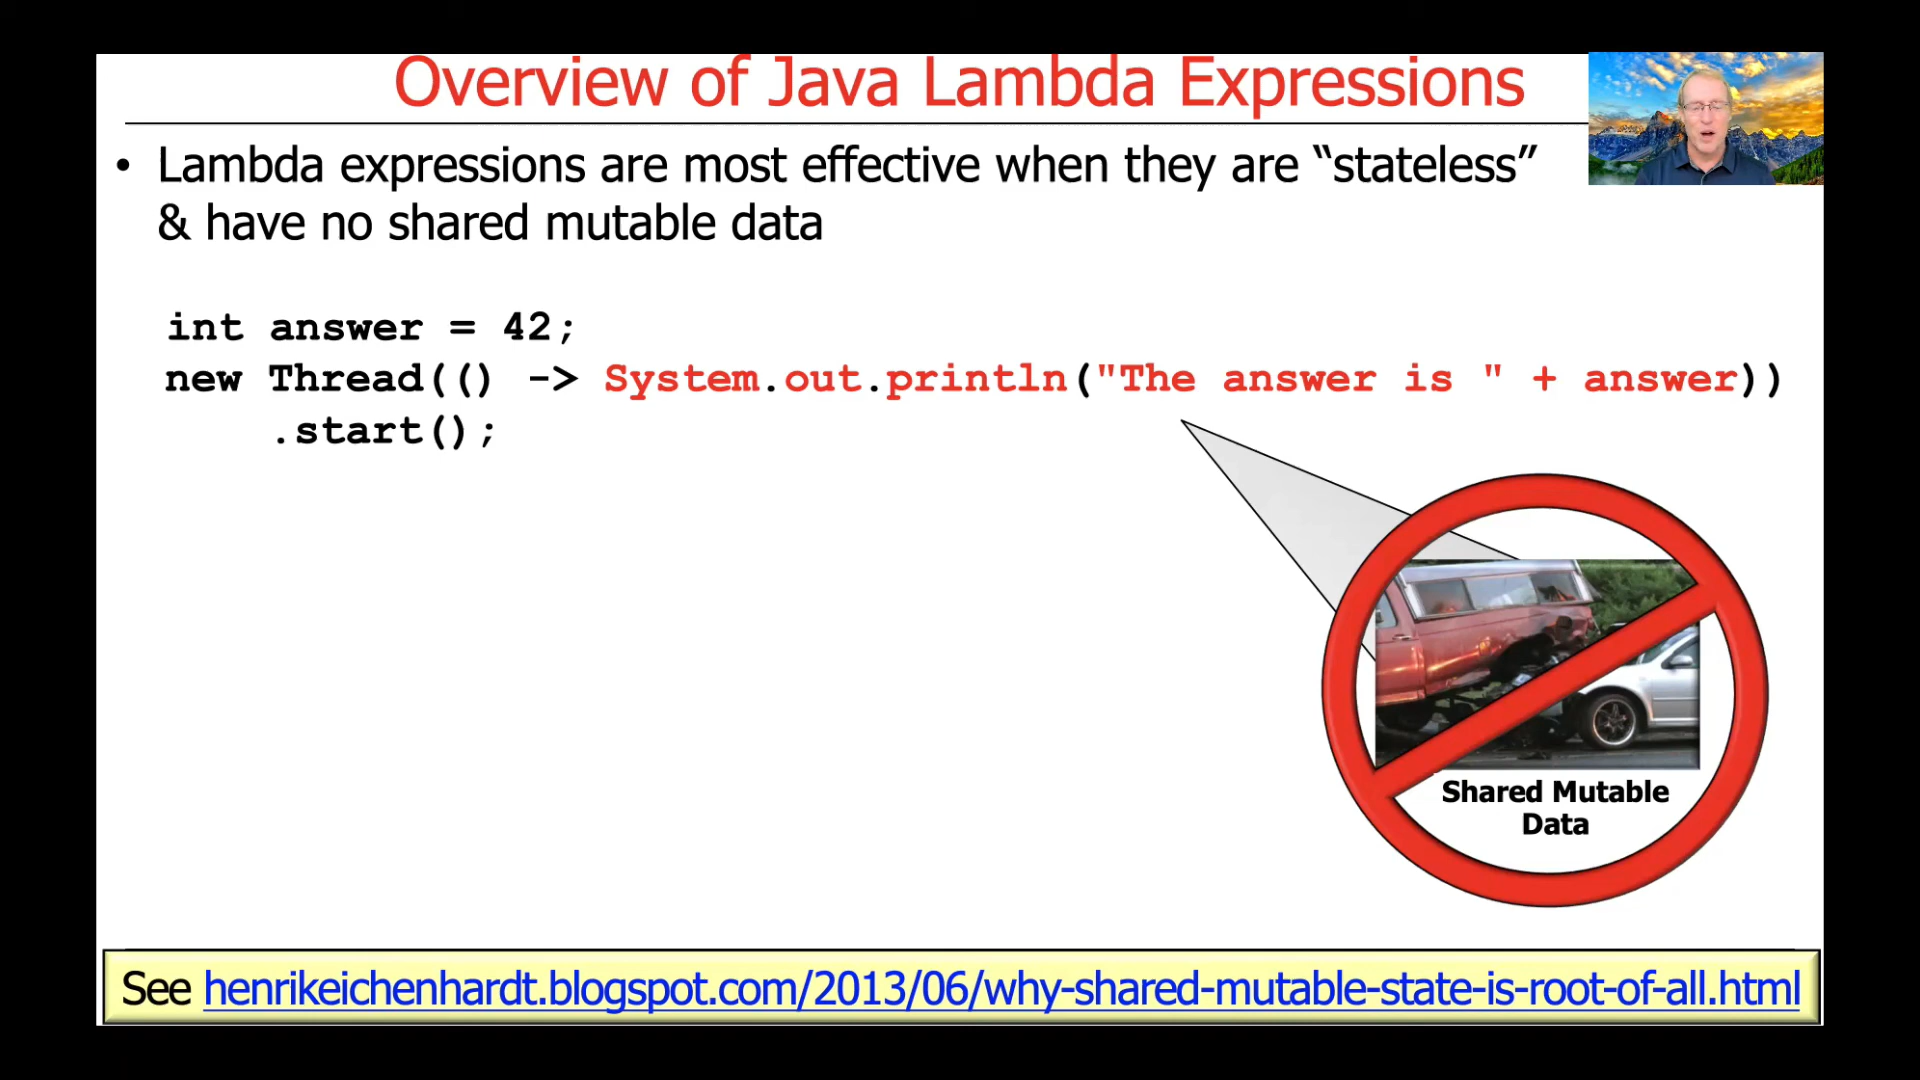 Overview of Java Lambda Expressions
• Lambda expressions are most effective when they are “stateless”
& have no shared mutable data
int answer = 42;
new Thread(() -> System.out.println("The answer is " + answer))
.start();
Shared Mutable
Data
See henrikeichenhardt.blogspot.com/2013/06/why-shared-mutable-state-is-root-of-all.html